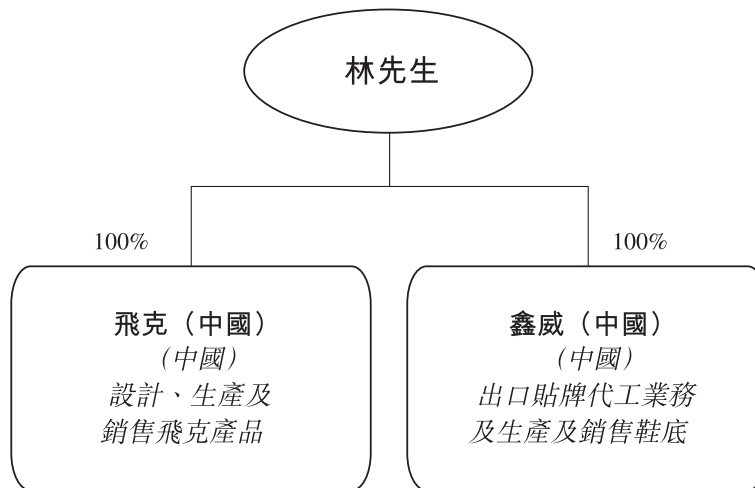 林先生
100%
100%
飛克（中國）
（中國）
設計、生產及
銷售飛克產品
鑫威（中國）
（中國）
出口貼牌代工業務
及生產及銷售鞋底